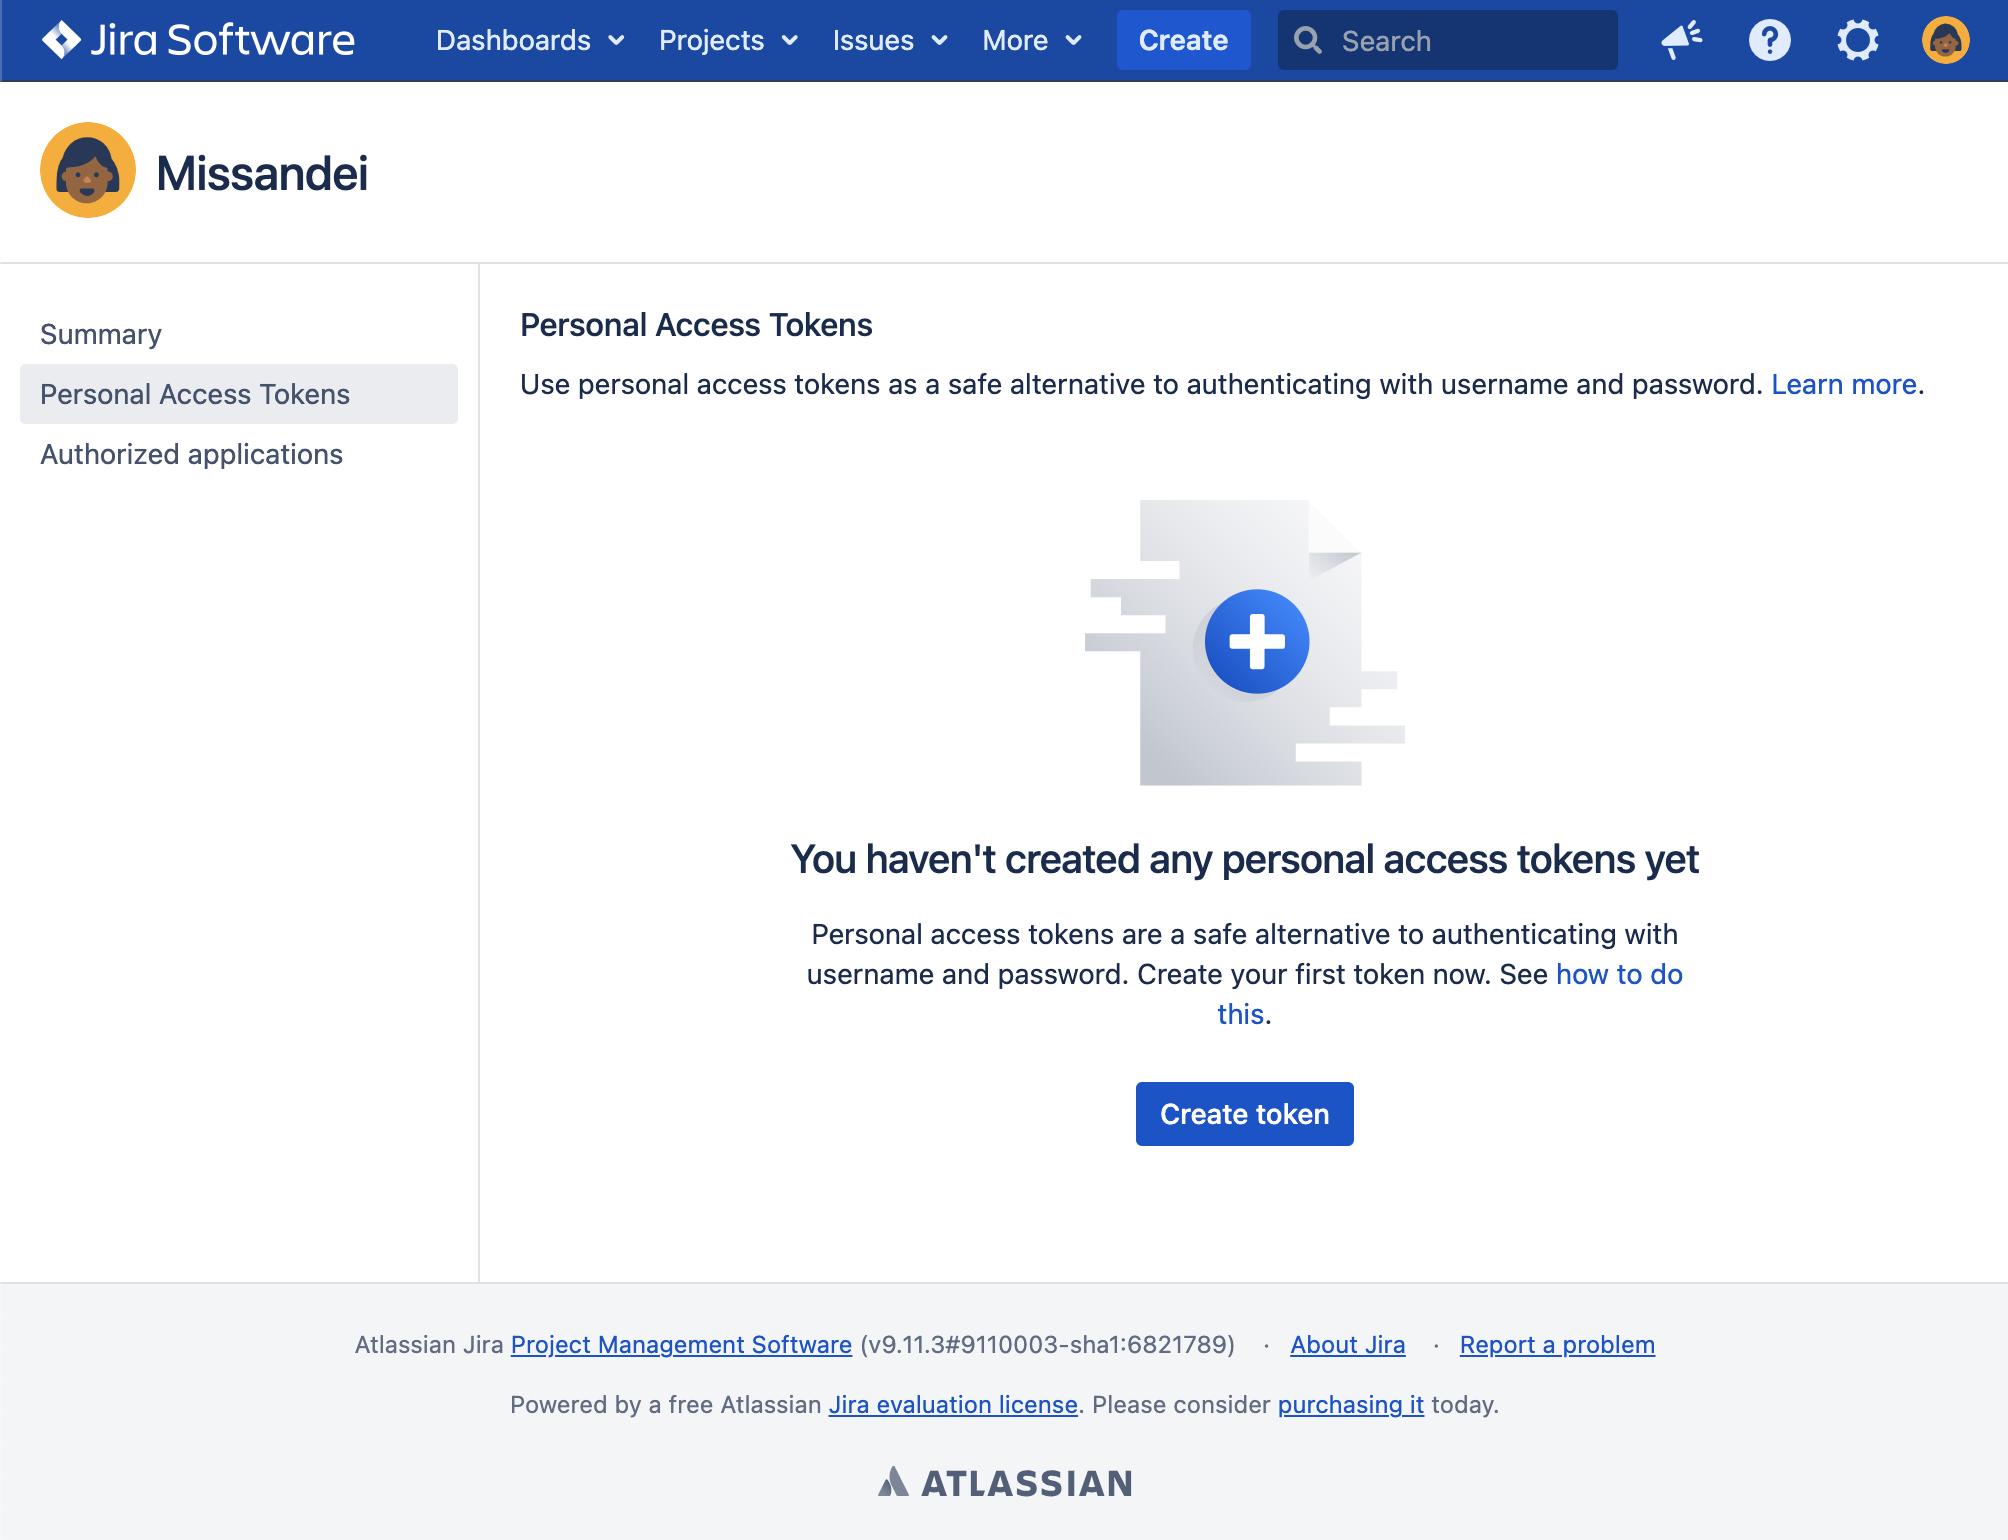 Jira Software Dashboards Projects Issues More Create Search ?
Missandei
Summary
Personal Access Tokens
Authorized applications
Personal Access Tokens
Use personal access tokens as a safe alternative to authenticating with username and password. Learn more.
You haven't created any personal access tokens yet
Personal access tokens are a safe alternative to authenticating with
username and password. Create your first token now. See how to do
this.
Create token
Atlassian Jira Project Management Software (v9.11.3#9110003-sha1:6821789) · About Jira · Report a problem
Powered by a free Atlassian Jira evaluation license. Please consider purchasing it today.
ATLASSIAN